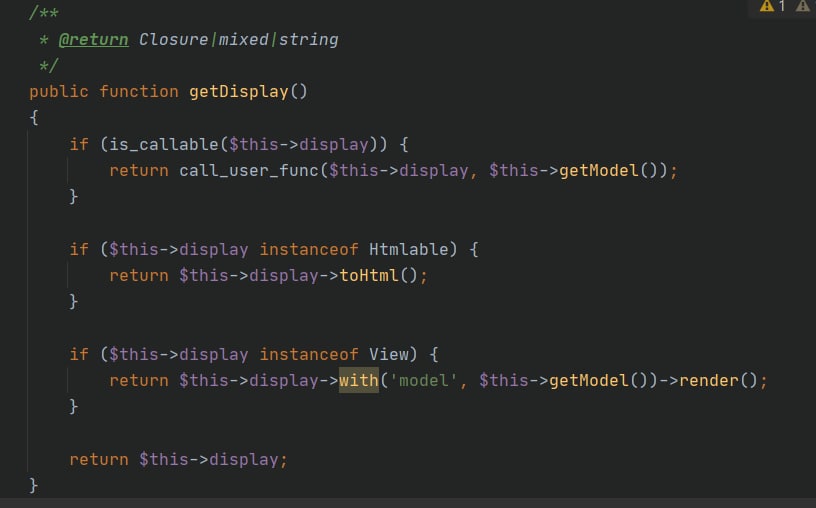 /**
 * @return Closure|mixed|string
 */
public function getDisplay()
{
    if (is_callable($this->display)) {
        return call_user_func($this->display, $this->getModel());
    }

    if ($this->display instanceof Htmlable) {
        return $this->display->toHtml();
    }

    if ($this->display instanceof View) {
        return $this->display->with('model', $this->getModel())->render();
    }

    return $this->display;
}
1